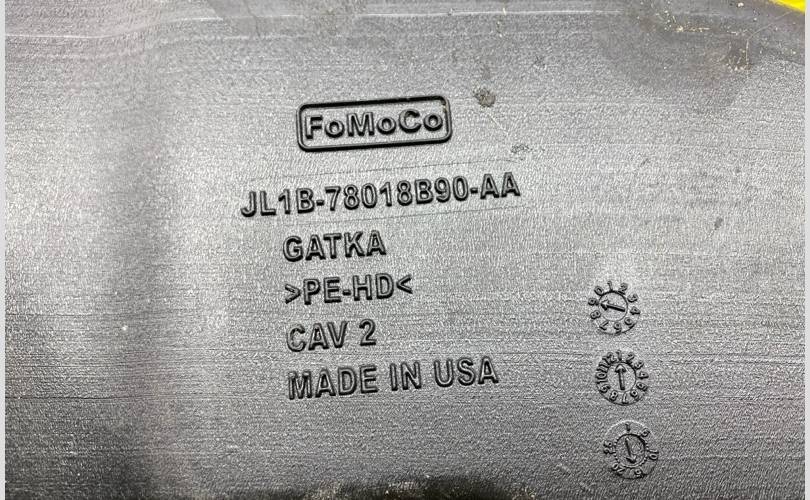 FoMoCo
JL1B-78018B90-AA
GATKA
>PE-HD<
CAV 2
MADE IN USA